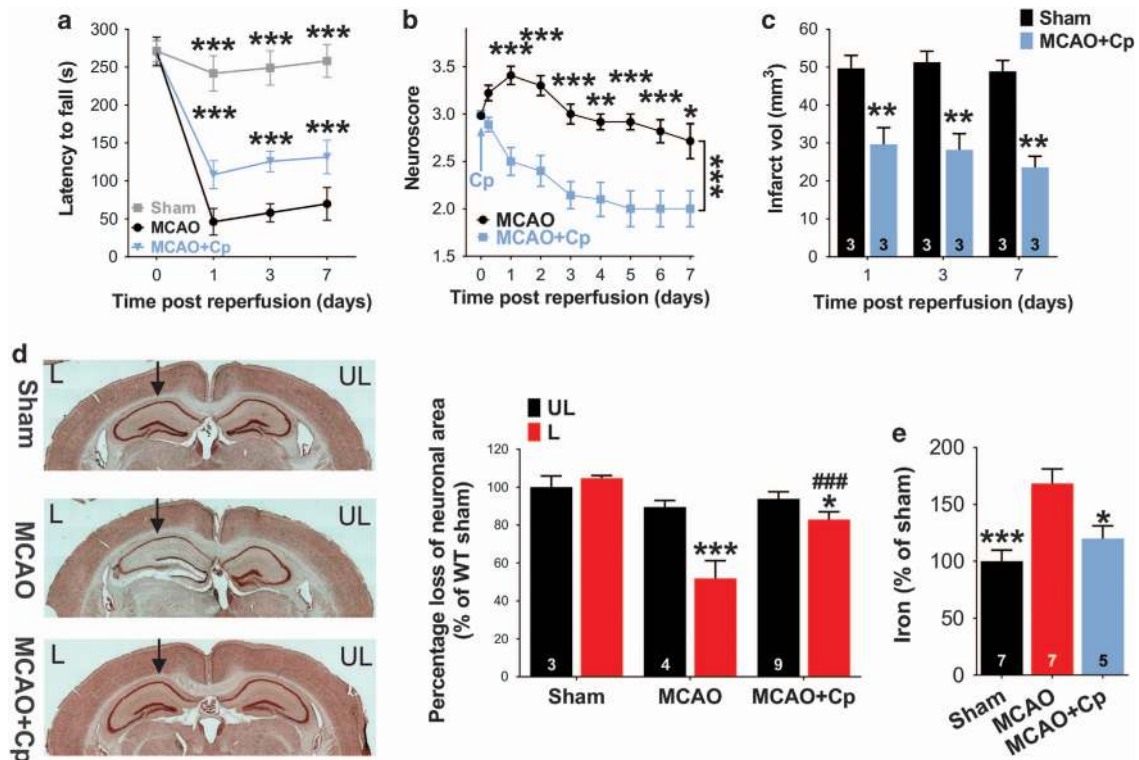 a
Latency to fall (s)
300
250
200
150
100
50
0
***
***
***
***
***
***
Sham
MCAO
MCAO+Cp
0 1 3 7
Time post reperfusion (days)
b
Neuroscore
4.0
3.5
3.0
2.5
2.0
1.5
***
***
***
**
***
***
*
***
Cp
MCAO
MCAO+Cp
0 1 2 3 4 5 6 7
Time post reperfusion (days)
c
Sham
MCAO+Cp
Infarct vol (mm3)
60
50
40
30
20
10
0
**
**
**
3 3 3 3 3 3
1 3 7
Time post reperfusion (days)
d
Sham
L UL
MCAO
L UL
MCAO+Cp
L UL
UL
L
Percentage loss of neuronal area
(% of WT sham)
120
100
80
60
40
20
0
***
###
*
3 4 9
Sham MCAO MCAO+Cp
e
Iron (% of sham)
200
150
100
50
0
***
*
7 7 5
Sham
MCAO
MCAO+Cp